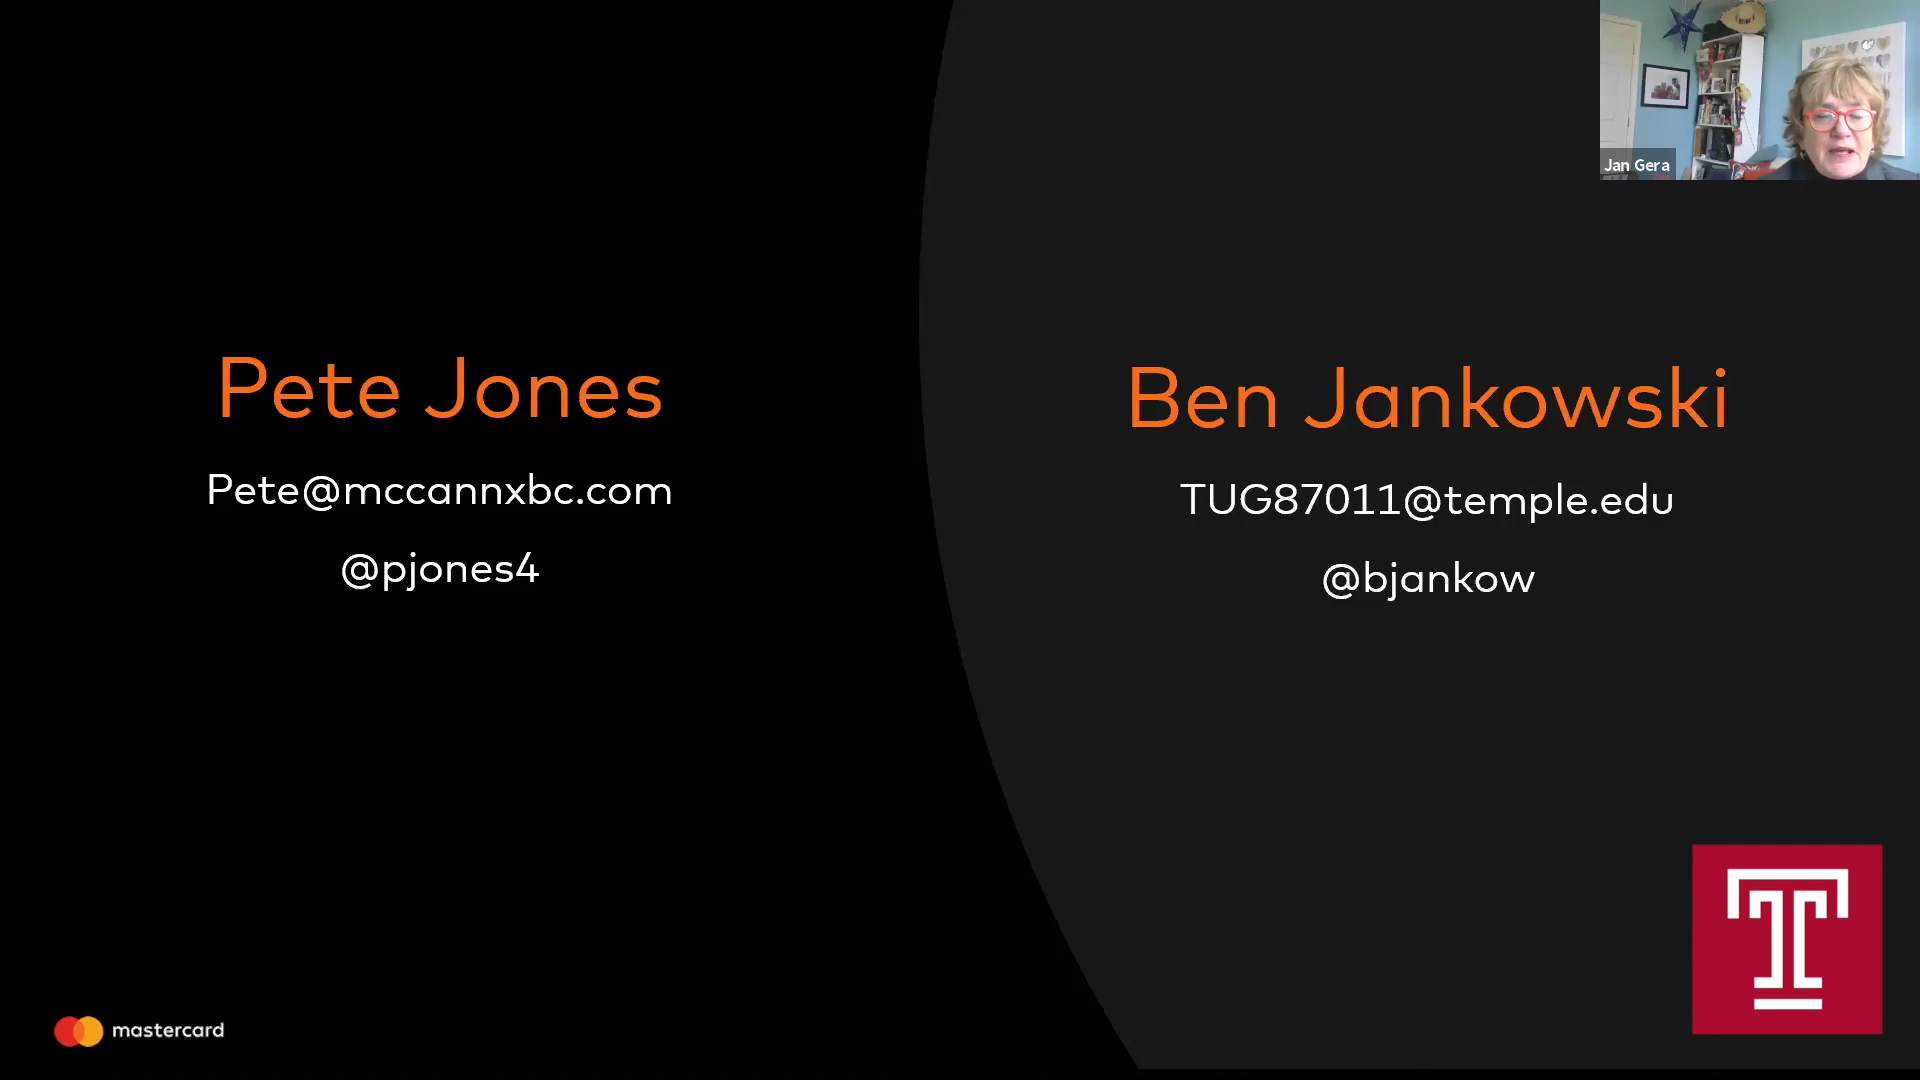 Pete Jones
Pete@mccannxbc.com
@pjones4
Ben Jankowski
TUG87011@temple.edu
@bjankow
Jan Gera
mastercard
T